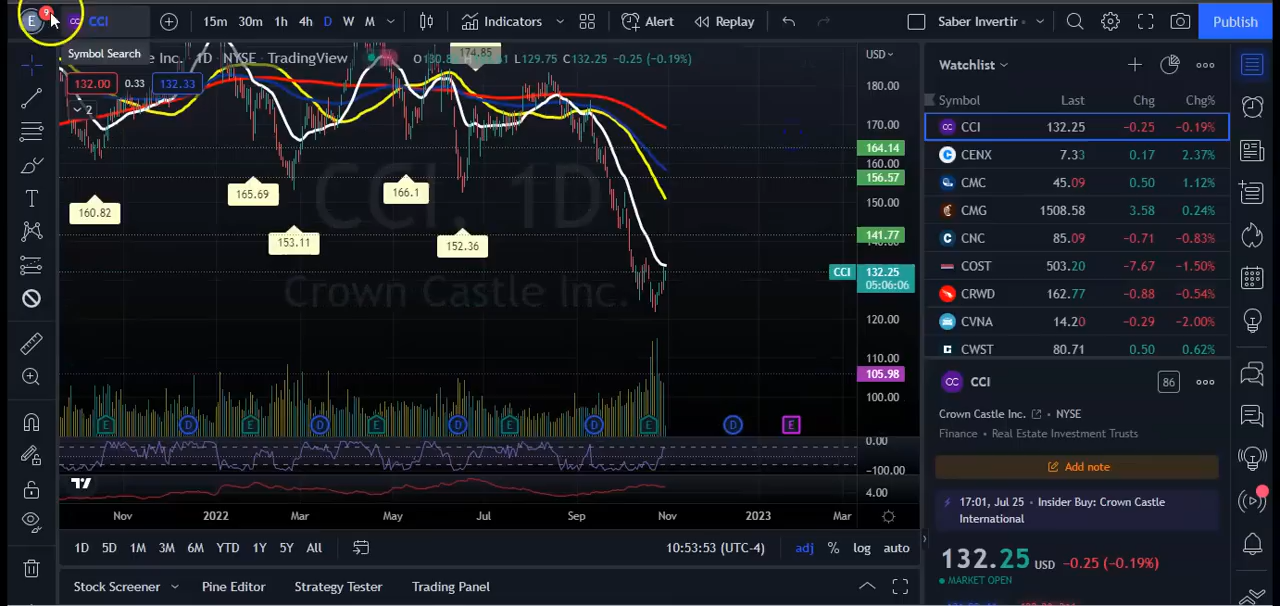 E 9 CCI 15m 30m 1h 4h D W M Indicators Alert Replay Saber Invertir Publish
Symbol Search
le Inc. 1D NYSE TradingView
L129.75 C132.25 -0.25 (-0.19%)
174.85
132.00 0.33 132.33
2
USD
180.00
170.00
164.14
160.00
156.57
150.00
141.77
CCI 132.25
05:06:06
120.00
110.00
105.98
100.00
0.00
-100.00
4.00
160.82
165.69
153.11
166.1
152.36
CCI, 1D
Crown Castle Inc.
E D E D E D E D E D E
Nov 2022 Mar May Jul Sep Nov 2023 Mar
1D 5D 1M 3M 6M YTD 1Y 5Y All
10:53:53 (UTC-4) adj % log auto
Stock Screener Pine Editor Strategy Tester Trading Panel
Watchlist
Symbol Last Chg Chg%
CCI 132.25 -0.25 -0.19%
CENX 7.33 0.17 2.37%
CMC 45.09 0.50 1.12%
CMG 1508.58 3.58 0.24%
CNC 85.09 -0.71 -0.83%
COST 503.20 -7.67 -1.50%
CRWD 162.77 -0.88 -0.54%
CVNA 14.20 -0.29 -2.00%
CWST 80.71 0.50 0.62%
CCI 86
Crown Castle Inc. • NYSE
Finance • Real Estate Investment Trusts
Add note
17:01, Jul 25 • Insider Buy: Crown Castle
International
132.25 USD -0.25 (-0.19%)
MARKET OPEN